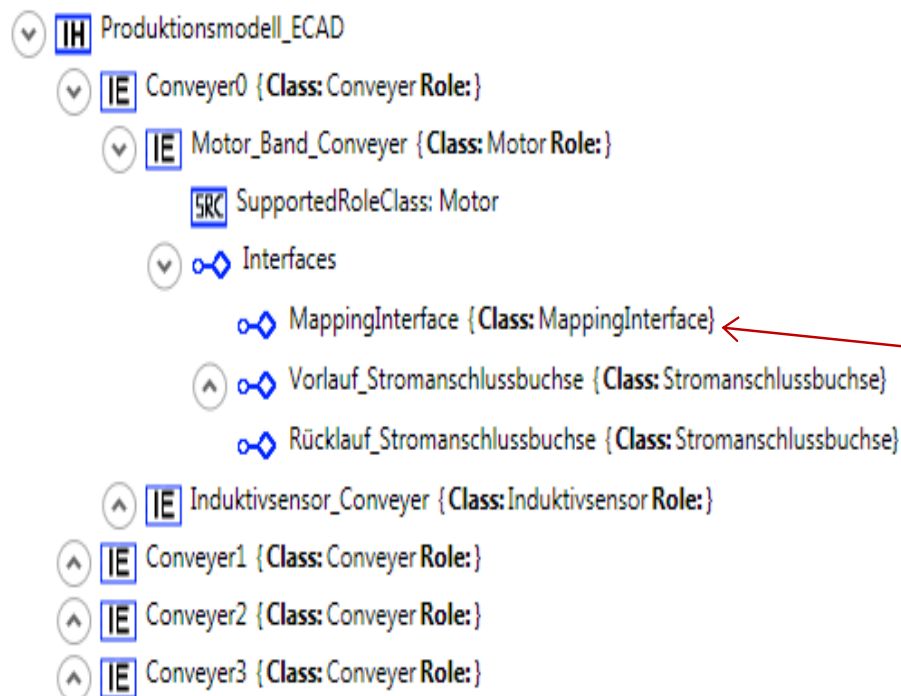 IH Produktionsmodell_ECAD
IE Conveyer0 {Class: Conveyer Role: }
IE Motor_Band_Conveyer {Class: Motor Role: }
SRC SupportedRoleClass: Motor
Interfaces
MappingInterface {Class: MappingInterface}
Vorlauf_Stromanschlussbuchse {Class: Stromanschlussbuchse}
Rücklauf_Stromanschlussbuchse {Class: Stromanschlussbuchse}
IE Induktivsensor_Conveyer {Class: Induktivsensor Role: }
IE Conveyer1 {Class: Conveyer Role: }
IE Conveyer2 {Class: Conveyer Role: }
IE Conveyer3 {Class: Conveyer Role: }